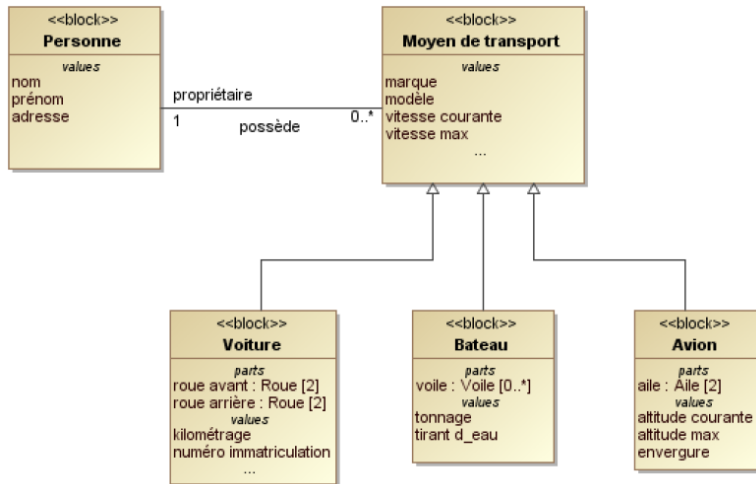 <<block>>
Personne
values
nom
prénom
adresse
propriétaire
1
possède
0..*
<<block>>
Moyen de transport
values
marque
modèle
vitesse courante
vitesse max
...
<<block>>
Voiture
parts
roue avant : Roue [2]
roue arrière : Roue [2]
values
kilométrage
numéro immatriculation
...
<<block>>
Bateau
parts
voile : Voile [0..*]
values
tonnage
tirant d_eau
<<block>>
Avion
parts
aile : Aile [2]
values
altitude courante
altitude max
envergure